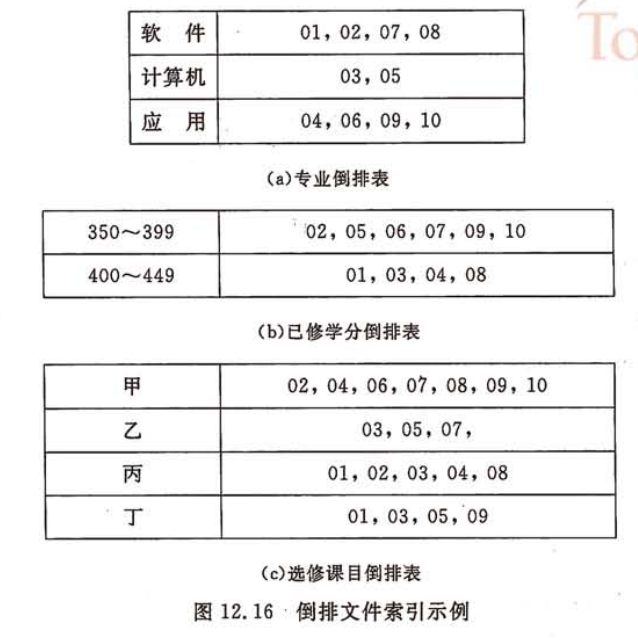 To
软 件 01, 02, 07, 08
计算机 03, 05
应 用 04, 06, 09, 10
(a)专业倒排表
350～399 02, 05, 06, 07, 09, 10
400～449 01, 03, 04, 08
(b)已修学分倒排表
甲 02, 04, 06, 07, 08, 09, 10
乙 03, 05, 07,
丙 01, 02, 03, 04, 08
丁 01, 03, 05, 09
(c)选修课目倒排表
图 12.16 倒排文件索引示例